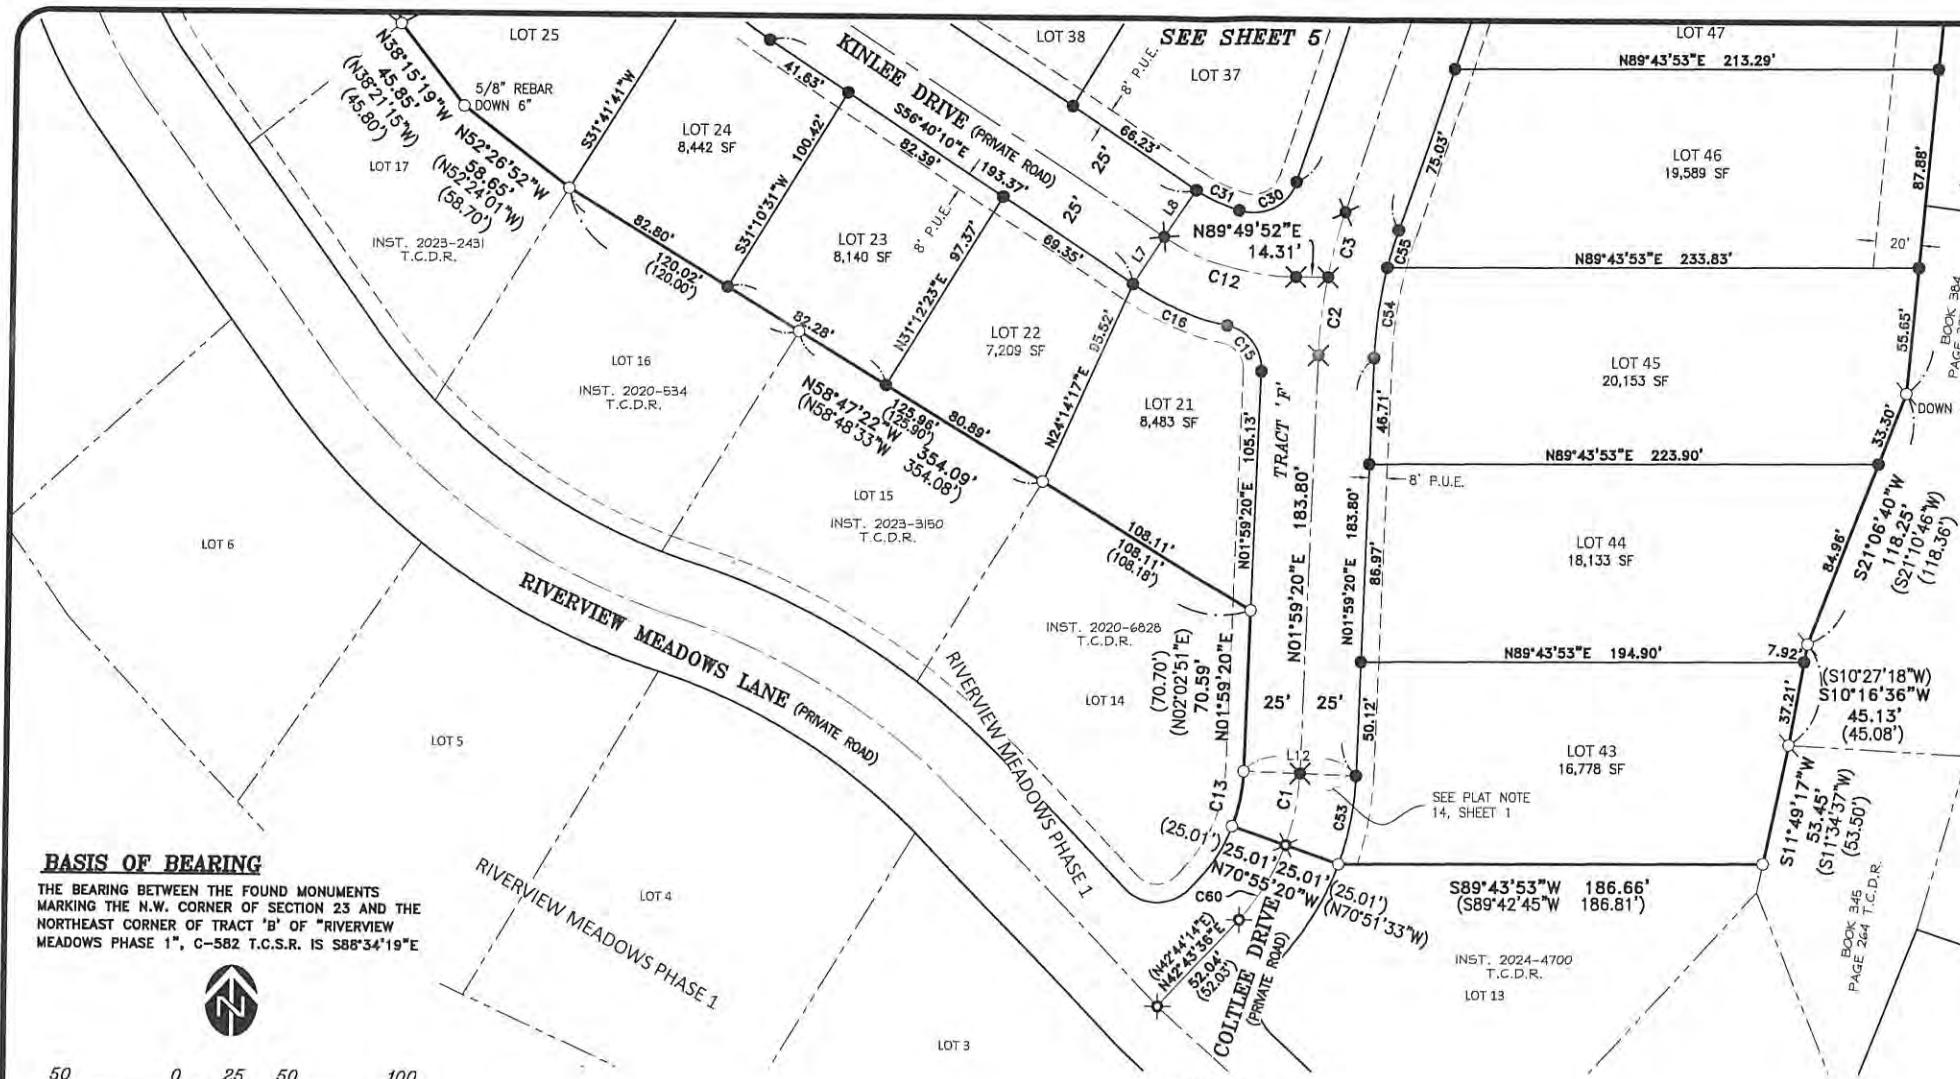 SEE SHEET 5
LOT 25
LOT 38
LOT 37
LOT 47
8' P.U.E.
KINLEE DRIVE (PRIVATE ROAD)
N38°15'19"W
45.85'
(N38°21'15"W)
(45.80')
5/8" REBAR
DOWN 6"
N52°26'52"W
58.65'
(N52°24'01"W)
(58.70')
LOT 17
INST. 2023-2431
T.C.D.R.
S31°41'41"W
LOT 24
8,442 SF
41.63'
S31°10'31"W 100.42'
S56°40'10"E 193.37'
82.39'
25'
25'
66.23'
C31
C30
L8
L7
N89°49'52"E
14.31'
C12
C3
C2
C16
C15
69.35'
8' P.U.E.
LOT 23
8,140 SF
N31°12'23"E 97.37'
LOT 22
7,209 SF
N24°14'17"E
LOT 21
8,483 SF
82.80'
120.02'
(120.00')
82.28'
N58°47'22"W 354.09'
(N58°48'33"W 354.08')
125.96'
(125.90')
80.89'
108.11'
108.11'
(108.18')
LOT 16
INST. 2020-534
T.C.D.R.
LOT 15
INST. 2023-3150
T.C.D.R.
INST. 2020-6828
T.C.D.R.
LOT 14
N01°59'20"E 105.13'
TRACT 'F'
N01°59'20"E 183.80'
N01°59'20"E 183.80'
N89°43'53"E 213.29'
LOT 46
19,589 SF
75.03'
87.88'
C55
20'
N89°43'53"E 233.83'
C54
LOT 45
20,153 SF
55.65'
BOOK 384
46.71'
DOWN
33.30'
N89°43'53"E 223.90'
8' P.U.E.
LOT 44
18,133 SF
86.97'
84.96'
S21°06'40"W
118.25'
(S21°10'46"W)
(118.36')
N89°43'53"E 194.90'
7.92'
(S10°27'18"W)
S10°16'36"W
45.13'
(45.08')
37.21'
LOT 43
16,778 SF
50.12'
25'
25'
(70.70')
(N02°02'51"E)
70.59'
N01°59'20"E
L12
C13
C1
C53
SEE PLAT NOTE
14, SHEET 1
S11°49'17"W
53.45'
(S11°34'37"W)
(53.50')
S89°43'53"W 186.66'
(S89°42'45"W 186.81')
(25.01')
25.01'
25.01'
(25.01')
N70°55'20"W
(N70°51'33"W)
C60
(N42°44'14"E)
N42°43'36"E
52.04'
(52.03')
COLTLEE DRIVE
(PRIVATE ROAD)
INST. 2024-4700
T.C.D.R.
LOT 13
BOOK 345
PAGE 264 T.C.D.R.
RIVERVIEW MEADOWS LANE (PRIVATE ROAD)
RIVERVIEW MEADOWS PHASE 1
RIVERVIEW MEADOWS PHASE 1
LOT 6
LOT 5
LOT 4
LOT 3
BASIS OF BEARING
THE BEARING BETWEEN THE FOUND MONUMENTS
MARKING THE N.W. CORNER OF SECTION 23 AND THE
NORTHEAST CORNER OF TRACT 'B' OF "RIVERVIEW
MEADOWS PHASE 1", C-582 T.C.S.R. IS S88°34'19"E
N
50 0 25 50 100